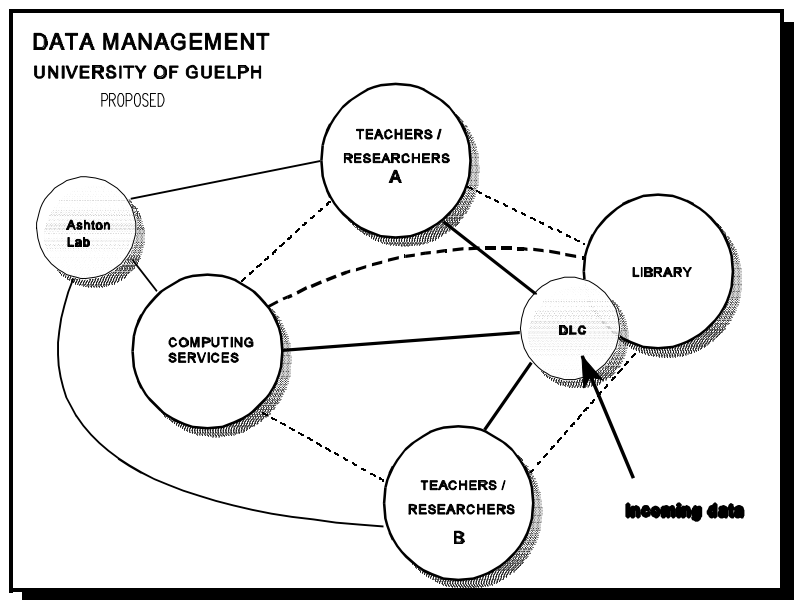 DATA MANAGEMENT
UNIVERSITY OF GUELPH
PROPOSED
TEACHERS /
RESEARCHERS
A
Ashton
Lab
LIBRARY
DLC
COMPUTING
SERVICES
TEACHERS /
RESEARCHERS
B
Incoming data